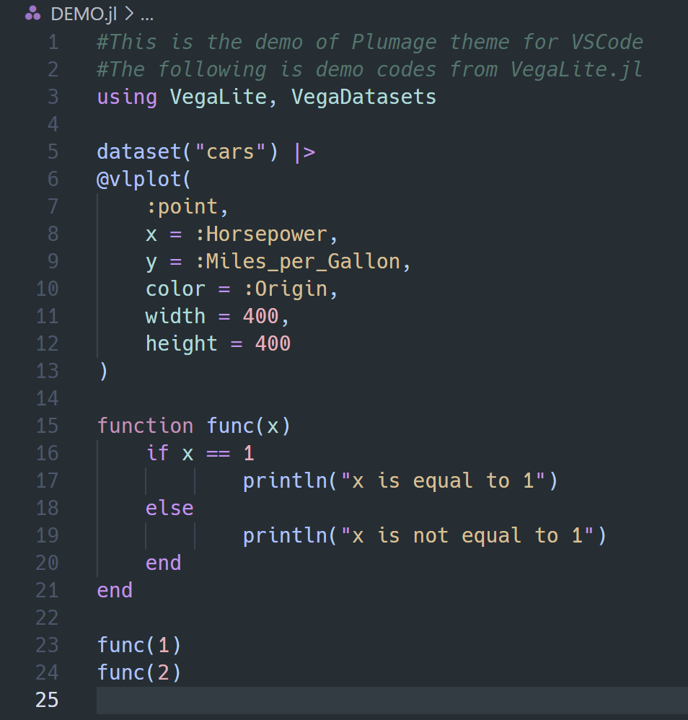 DEMO.jl > ...
1 #This is the demo of Plumage theme for VSCode
2 #The following is demo codes from VegaLite.jl
3 using VegaLite, VegaDatasets
4
5 dataset("cars") |>
6 @vlplot(
7     :point,
8     x = :Horsepower,
9     y = :Miles_per_Gallon,
10     color = :Origin,
11     width = 400,
12     height = 400
13 )
14
15 function func(x)
16     if x == 1
17             println("x is equal to 1")
18     else
19             println("x is not equal to 1")
20     end
21 end
22
23 func(1)
24 func(2)
25